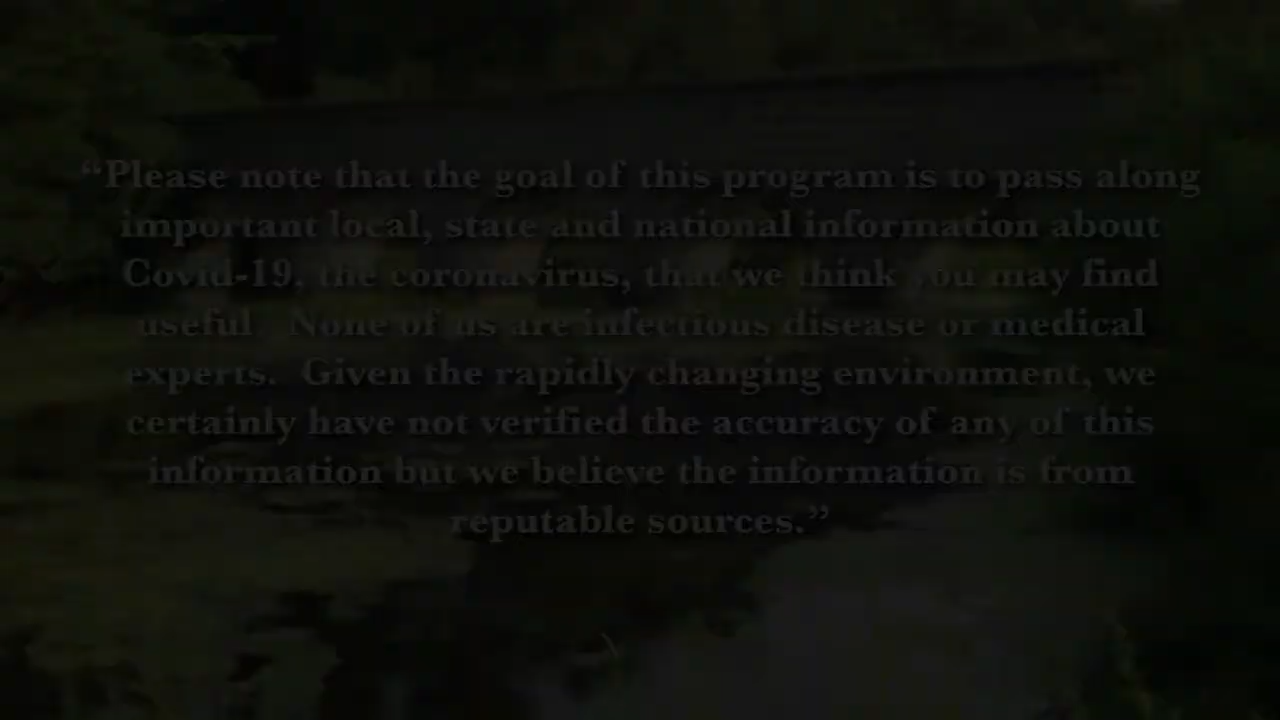 “Please note that the goal of this program is to pass along
important local, state and national information about
Covid-19, the coronavirus, that we think you may find
useful.  None of us are infectious disease or medical
experts.  Given the rapidly changing environment, we
certainly have not verified the accuracy of any of this
information but we believe the information is from
reputable sources.”